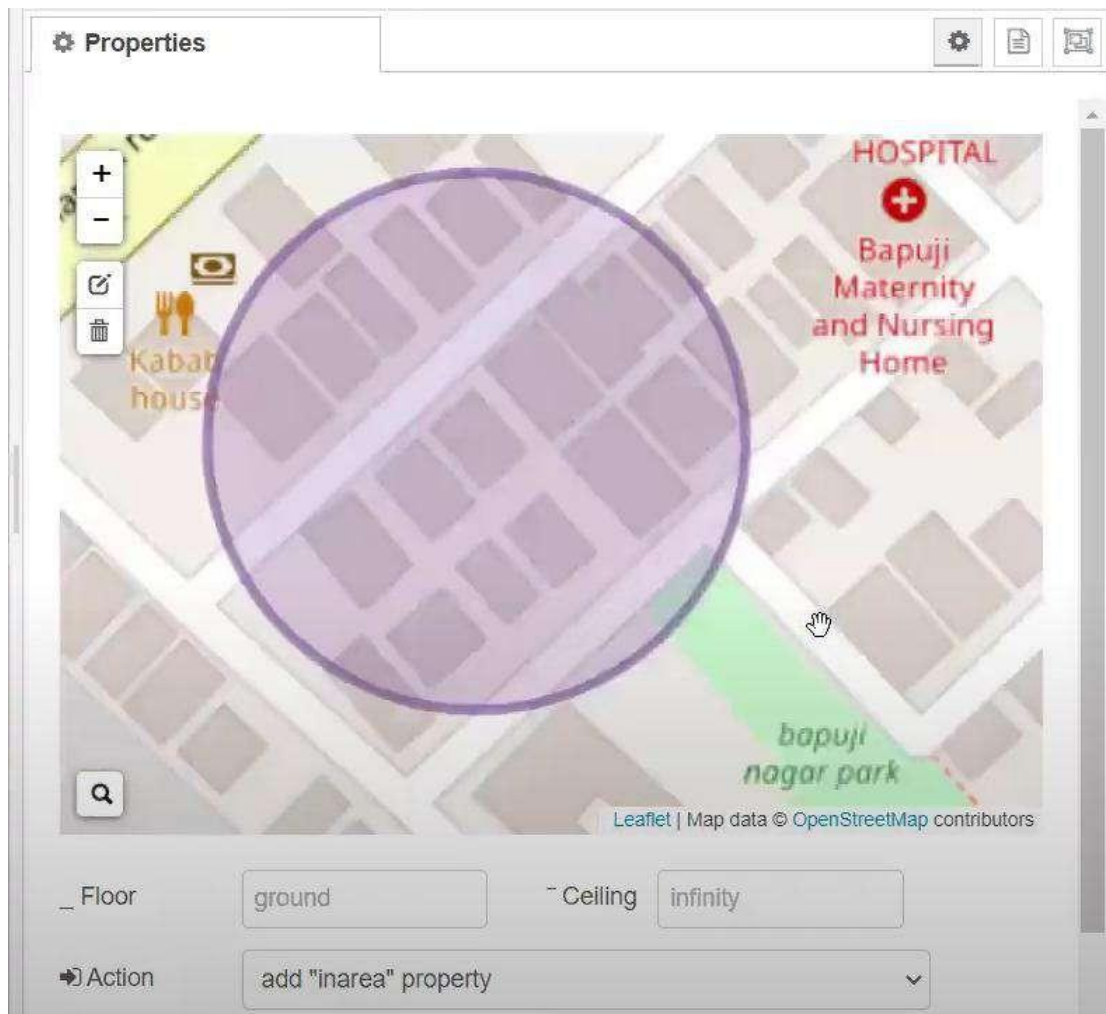 Properties
+
−
HOSPITAL
Bapuji
Maternity
and Nursing
Home
Kabab
house
bapuji
nagar park
Leaflet | Map data © OpenStreetMap contributors
_ Floor
ground
¯ Ceiling
infinity
Action
add "inarea" property